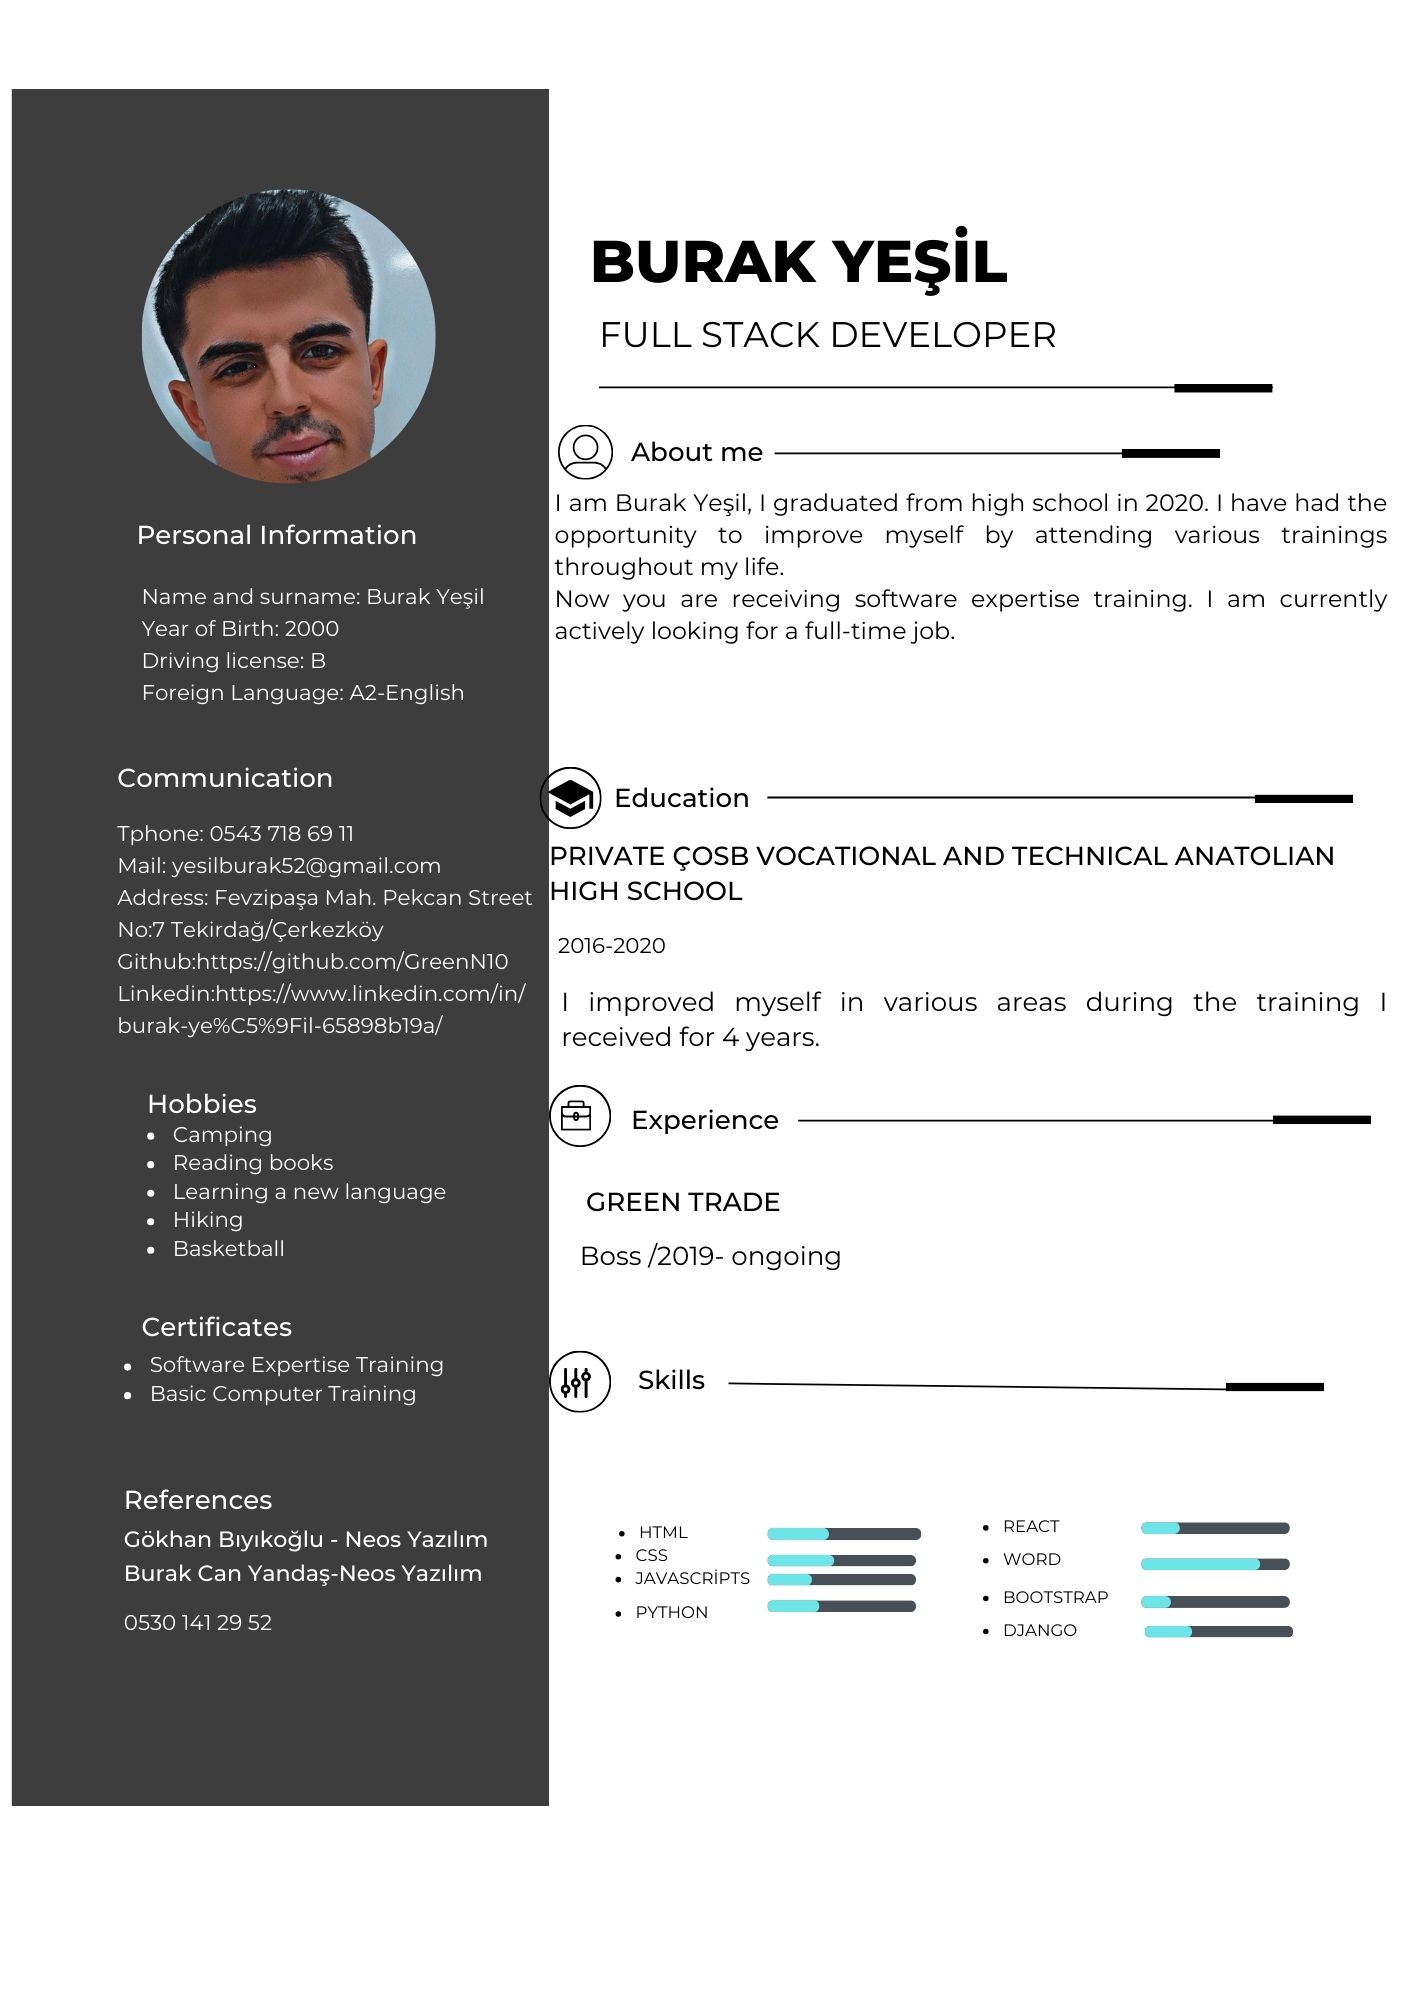 BURAK YEŞİL
FULL STACK DEVELOPER
Personal Information
Name and surname: Burak Yeşil
Year of Birth: 2000
Driving license: B
Foreign Language: A2-English
Communication
Tphone: 0543 718 69 11
Mail: yesilburak52@gmail.com
Address: Fevzipaşa Mah. Pekcan Street
No:7 Tekirdağ/Çerkezköy
Github:https://github.com/GreenN10
Linkedin:https://www.linkedin.com/in/
burak-ye%C5%9Fil-65898b19a/
Hobbies
• Camping
• Reading books
• Learning a new language
• Hiking
• Basketball
Certificates
• Software Expertise Training
• Basic Computer Training
References
Gökhan Bıyıkoğlu - Neos Yazılım
Burak Can Yandaş-Neos Yazılım
0530 141 29 52
About me
I am Burak Yeşil, I graduated from high school in 2020. I have had the
opportunity to improve myself by attending various trainings
throughout my life.
Now you are receiving software expertise training. I am currently
actively looking for a full-time job.
Education
PRIVATE ÇOSB VOCATIONAL AND TECHNICAL ANATOLIAN
HIGH SCHOOL
2016-2020
I improved myself in various areas during the training I
received for 4 years.
Experience
GREEN TRADE
Boss /2019- ongoing
Skills
• HTML
• CSS
• JAVASCRİPTS
• PYTHON
• REACT
• WORD
• BOOTSTRAP
• DJANGO